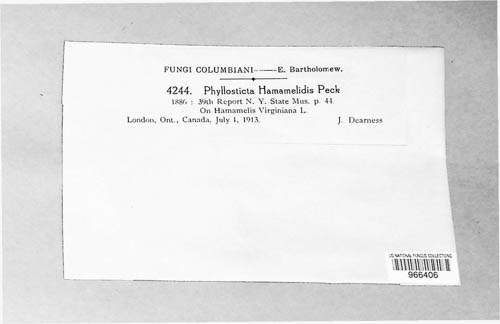 FUNGI COLUMBIANI——E. Bartholomew.
4244. Phyllosticta Hamamelidis Peck
1886 : 39th Report N. Y. State Mus. p. 44.
On Hamamelis Virginiana L.
London, Ont., Canada, July 1, 1913. J. Dearness
US NATIONAL FUNGUS COLLECTIONS
966406